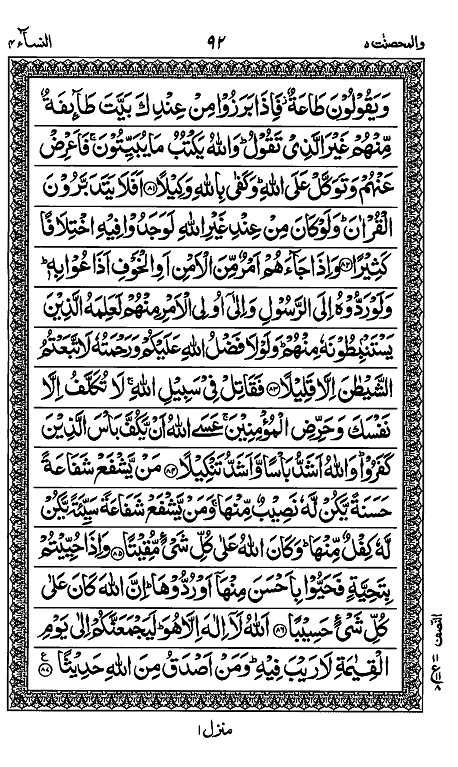 والمحصنٰت ۵ ۹۲ النسآء ۴
وَيَقُوْلُوْنَ طَاعَةٌ ؗ فَاِذَا بَرَزُوْا مِنْ عِنْدِكَ بَيَّتَ طَآئِفَةٌ
مِّنْهُمْ غَيْرَ الَّذِىْ تَقُوْلُ ؕ وَاللّٰهُ يَكْتُبُ مَا يُبَيِّتُوْنَ ۚ فَاَعْرِضْ
عَنْهُمْ وَتَوَكَّلْ عَلَى اللّٰهِ ؕ وَكَفٰى بِاللّٰهِ وَكِيْلًا ﴿۸۱﴾ اَفَلَا يَتَدَبَّرُوْنَ
الْقُرْاٰنَ ؕ وَلَوْ كَانَ مِنْ عِنْدِ غَيْرِ اللّٰهِ لَوَجَدُوْا فِيْهِ اخْتِلَافًا
كَثِيْرًا ﴿۸۲﴾ وَاِذَا جَآءَهُمْ اَمْرٌ مِّنَ الْاَمْنِ اَوِ الْخَوْفِ اَذَاعُوْا بِهٖ ؕ
وَلَوْ رَدُّوْهُ اِلَى الرَّسُوْلِ وَاِلٰٓى اُولِى الْاَمْرِ مِنْهُمْ لَعَلِمَهُ الَّذِيْنَ
يَسْتَنْۢبِطُوْنَهٗ مِنْهُمْ ؕ وَلَوْلَا فَضْلُ اللّٰهِ عَلَيْكُمْ وَرَحْمَتُهٗ لَاتَّبَعْتُمُ
الشَّيْطٰنَ اِلَّا قَلِيْلًا ﴿۸۳﴾ فَقَاتِلْ فِىْ سَبِيْلِ اللّٰهِ ۚ لَا تُكَلَّفُ اِلَّا
نَفْسَكَ وَحَرِّضِ الْمُؤْمِنِيْنَ ۚ عَسَى اللّٰهُ اَنْ يَّكُفَّ بَاْسَ الَّذِيْنَ
كَفَرُوْا ؕ وَاللّٰهُ اَشَدُّ بَاْسًا وَّاَشَدُّ تَنْكِيْلًا ﴿۸۴﴾ مَنْ يَّشْفَعْ شَفَاعَةً
حَسَنَةً يَّكُنْ لَّهٗ نَصِيْبٌ مِّنْهَا ۚ وَمَنْ يَّشْفَعْ شَفَاعَةً سَيِّئَةً يَّكُنْ
لَّهٗ كِفْلٌ مِّنْهَا ؕ وَكَانَ اللّٰهُ عَلٰى كُلِّ شَىْءٍ مُّقِيْتًا ﴿۸۵﴾ وَاِذَا حُيِّيْتُمْ
بِتَحِيَّةٍ فَحَيُّوْا بِاَحْسَنَ مِنْهَآ اَوْ رُدُّوْهَا ؕ اِنَّ اللّٰهَ كَانَ عَلٰى
كُلِّ شَىْءٍ حَسِيْبًا ﴿۸۶﴾ اَللّٰهُ لَآ اِلٰهَ اِلَّا هُوَ ؕ لَيَجْمَعَنَّكُمْ اِلٰى يَوْمِ
الْقِيٰمَةِ لَا رَيْبَ فِيْهِ ؕ وَمَنْ اَصْدَقُ مِنَ اللّٰهِ حَدِيْثًا ﴿۸۷﴾ ع
النصف
منزل ۱